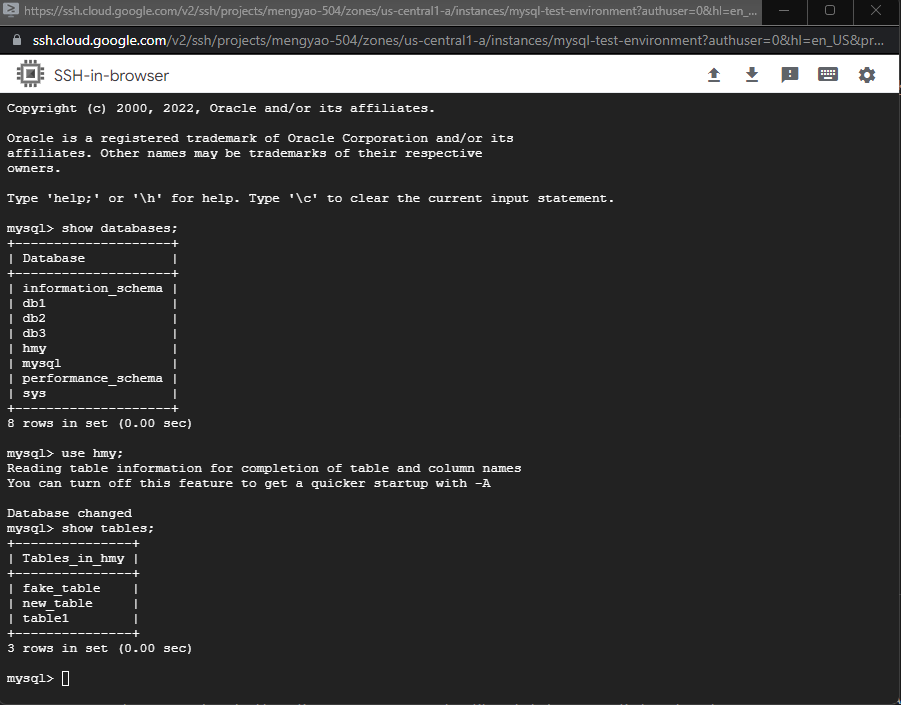 https://ssh.cloud.google.com/v2/ssh/projects/mengyao-504/zones/us-central1-a/instances/mysql-test-environment?authuser=0&hl=en_...
ssh.cloud.google.com/v2/ssh/projects/mengyao-504/zones/us-central1-a/instances/mysql-test-environment?authuser=0&hl=en_US&pr...
SSH-in-browser
Copyright (c) 2000, 2022, Oracle and/or its affiliates.
Oracle is a registered trademark of Oracle Corporation and/or its
affiliates. Other names may be trademarks of their respective
owners.
Type 'help;' or '\h' for help. Type '\c' to clear the current input statement.
mysql> show databases;
+--------------------+
| Database           |
+--------------------+
| information_schema |
| db1                |
| db2                |
| db3                |
| hmy                |
| mysql              |
| performance_schema |
| sys                |
+--------------------+
8 rows in set (0.00 sec)
mysql> use hmy;
Reading table information for completion of table and column names
You can turn off this feature to get a quicker startup with -A
Database changed
mysql> show tables;
+---------------+
| Tables_in_hmy |
+---------------+
| fake_table    |
| new_table     |
| table1        |
+---------------+
3 rows in set (0.00 sec)
mysql>